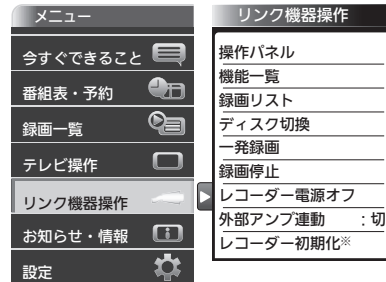 メニュー
今すぐできること
番組表・予約
録画一覧
テレビ操作
リンク機器操作
お知らせ・情報
設定
リンク機器操作
操作パネル
機能一覧
録画リスト
ディスク切換
一発録画
録画停止
レコーダー電源オフ
外部アンプ連動　：切
レコーダー初期化※